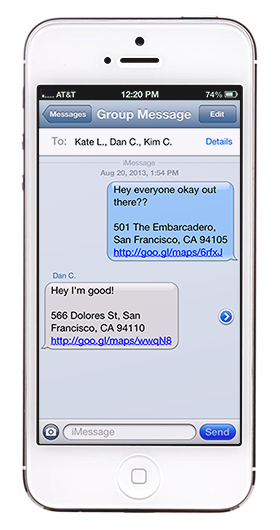 AT&T 12:20 PM 74%
Messages Group Message Edit
To: Kate L., Dan C., Kim C. Details
iMessage
Aug 20, 2013, 1:54 PM
Hey everyone okay out
there??
501 The Embarcadero,
San Francisco, CA 94105
http://goo.gl/maps/6rfxJ
Dan C.
Hey I'm good!
566 Dolores St, San
Francisco, CA 94110
http://goo.gl/maps/wwqN8
iMessage Send